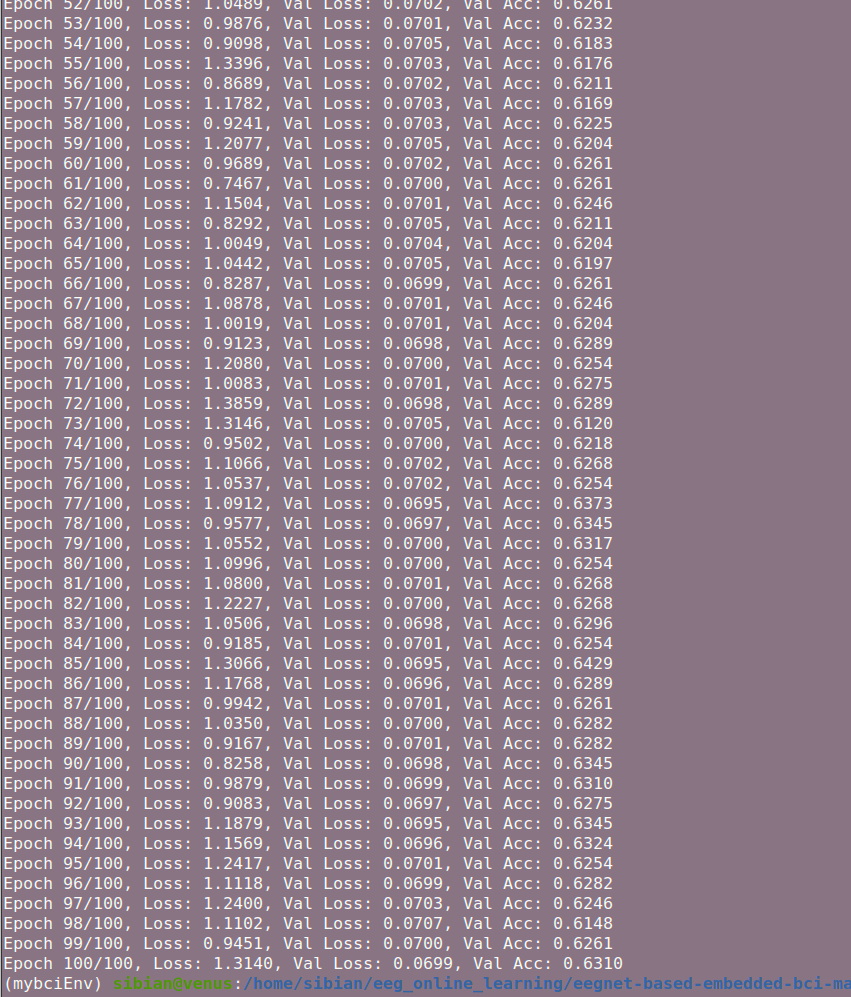 Epoch 52/100, Loss: 1.0489, Val Loss: 0.0702, Val Acc: 0.6261
Epoch 53/100, Loss: 0.9876, Val Loss: 0.0701, Val Acc: 0.6232
Epoch 54/100, Loss: 0.9098, Val Loss: 0.0705, Val Acc: 0.6183
Epoch 55/100, Loss: 1.3396, Val Loss: 0.0703, Val Acc: 0.6176
Epoch 56/100, Loss: 0.8689, Val Loss: 0.0702, Val Acc: 0.6211
Epoch 57/100, Loss: 1.1782, Val Loss: 0.0703, Val Acc: 0.6169
Epoch 58/100, Loss: 0.9241, Val Loss: 0.0703, Val Acc: 0.6225
Epoch 59/100, Loss: 1.2077, Val Loss: 0.0705, Val Acc: 0.6204
Epoch 60/100, Loss: 0.9689, Val Loss: 0.0702, Val Acc: 0.6261
Epoch 61/100, Loss: 0.7467, Val Loss: 0.0700, Val Acc: 0.6261
Epoch 62/100, Loss: 1.1504, Val Loss: 0.0701, Val Acc: 0.6246
Epoch 63/100, Loss: 0.8292, Val Loss: 0.0705, Val Acc: 0.6211
Epoch 64/100, Loss: 1.0049, Val Loss: 0.0704, Val Acc: 0.6204
Epoch 65/100, Loss: 1.0442, Val Loss: 0.0705, Val Acc: 0.6197
Epoch 66/100, Loss: 0.8287, Val Loss: 0.0699, Val Acc: 0.6261
Epoch 67/100, Loss: 1.0878, Val Loss: 0.0701, Val Acc: 0.6246
Epoch 68/100, Loss: 1.0019, Val Loss: 0.0701, Val Acc: 0.6204
Epoch 69/100, Loss: 0.9123, Val Loss: 0.0698, Val Acc: 0.6289
Epoch 70/100, Loss: 1.2080, Val Loss: 0.0700, Val Acc: 0.6254
Epoch 71/100, Loss: 1.0083, Val Loss: 0.0701, Val Acc: 0.6275
Epoch 72/100, Loss: 1.3859, Val Loss: 0.0698, Val Acc: 0.6289
Epoch 73/100, Loss: 1.3146, Val Loss: 0.0705, Val Acc: 0.6120
Epoch 74/100, Loss: 0.9502, Val Loss: 0.0700, Val Acc: 0.6218
Epoch 75/100, Loss: 1.1066, Val Loss: 0.0702, Val Acc: 0.6268
Epoch 76/100, Loss: 1.0537, Val Loss: 0.0702, Val Acc: 0.6254
Epoch 77/100, Loss: 1.0912, Val Loss: 0.0695, Val Acc: 0.6373
Epoch 78/100, Loss: 0.9577, Val Loss: 0.0697, Val Acc: 0.6345
Epoch 79/100, Loss: 1.0552, Val Loss: 0.0700, Val Acc: 0.6317
Epoch 80/100, Loss: 1.0996, Val Loss: 0.0700, Val Acc: 0.6254
Epoch 81/100, Loss: 1.0800, Val Loss: 0.0701, Val Acc: 0.6268
Epoch 82/100, Loss: 1.2227, Val Loss: 0.0700, Val Acc: 0.6268
Epoch 83/100, Loss: 1.0506, Val Loss: 0.0698, Val Acc: 0.6296
Epoch 84/100, Loss: 0.9185, Val Loss: 0.0701, Val Acc: 0.6254
Epoch 85/100, Loss: 1.3066, Val Loss: 0.0695, Val Acc: 0.6429
Epoch 86/100, Loss: 1.1768, Val Loss: 0.0696, Val Acc: 0.6289
Epoch 87/100, Loss: 0.9942, Val Loss: 0.0701, Val Acc: 0.6261
Epoch 88/100, Loss: 1.0350, Val Loss: 0.0700, Val Acc: 0.6282
Epoch 89/100, Loss: 0.9167, Val Loss: 0.0701, Val Acc: 0.6282
Epoch 90/100, Loss: 0.8258, Val Loss: 0.0698, Val Acc: 0.6345
Epoch 91/100, Loss: 0.9879, Val Loss: 0.0699, Val Acc: 0.6310
Epoch 92/100, Loss: 0.9083, Val Loss: 0.0697, Val Acc: 0.6275
Epoch 93/100, Loss: 1.1879, Val Loss: 0.0695, Val Acc: 0.6345
Epoch 94/100, Loss: 1.1569, Val Loss: 0.0696, Val Acc: 0.6324
Epoch 95/100, Loss: 1.2417, Val Loss: 0.0701, Val Acc: 0.6254
Epoch 96/100, Loss: 1.1118, Val Loss: 0.0699, Val Acc: 0.6282
Epoch 97/100, Loss: 1.2400, Val Loss: 0.0703, Val Acc: 0.6246
Epoch 98/100, Loss: 1.1102, Val Loss: 0.0707, Val Acc: 0.6148
Epoch 99/100, Loss: 0.9451, Val Loss: 0.0700, Val Acc: 0.6261
Epoch 100/100, Loss: 1.3140, Val Loss: 0.0699, Val Acc: 0.6310
(mybciEnv) sibian@venus:/home/sibian/eeg_online_learning/eegnet-based-embedded-bci-ma